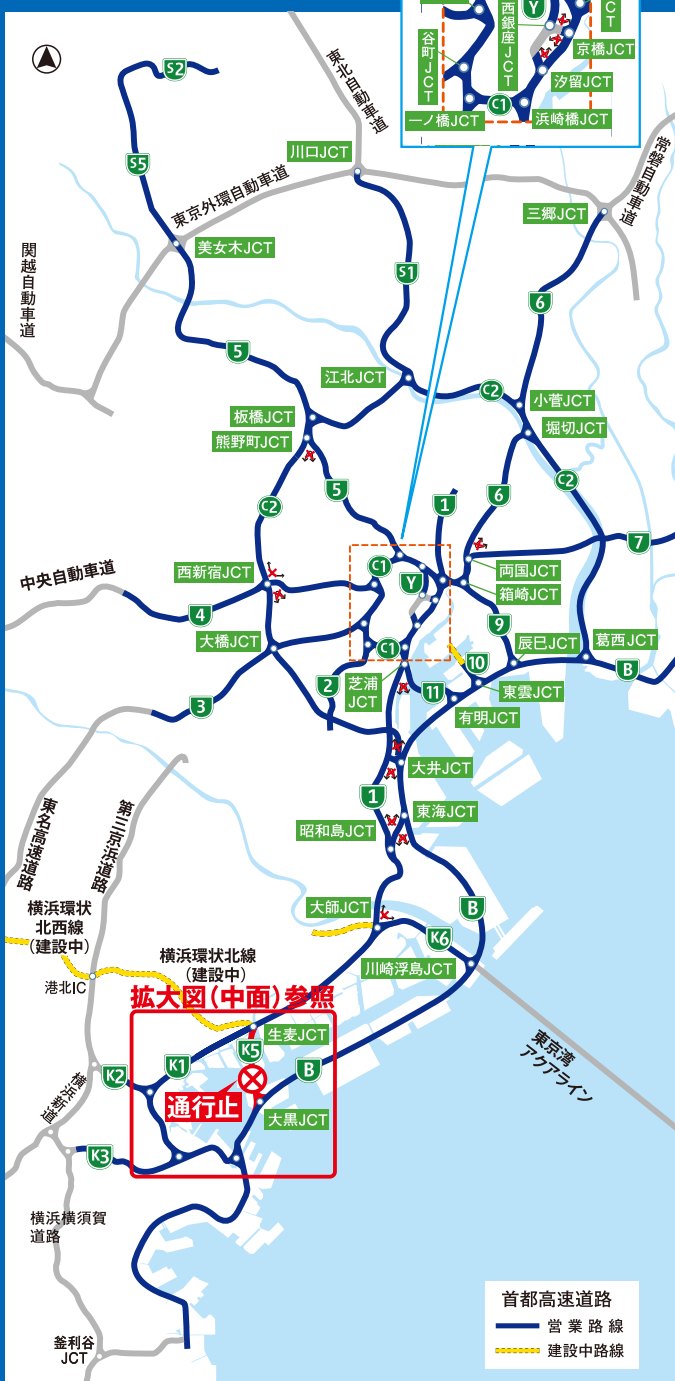 Y
C
T
西銀座JCT
谷町JCT
京橋JCT
汐留JCT
C1
一ノ橋JCT
浜崎橋JCT
S2
東北自動車道
川口JCT
常磐自動車道
S5
東京外環自動車道
三郷JCT
美女木JCT
関越自動車道
S1
6
5
江北JCT
C2
小菅JCT
板橋JCT
堀切JCT
熊野町JCT
5
C2
1
6
C2
7
中央自動車道
西新宿JCT
C1
Y
両国JCT
箱崎JCT
4
9
大橋JCT
C1
辰巳JCT
葛西JCT
10
B
2
芝浦
JCT
11
東雲JCT
3
有明JCT
大井JCT
1
東名高速道路
第三京浜道路
東海JCT
昭和島JCT
横浜環状
北西線
（建設中）
大師JCT
B
K6
横浜環状北線
（建設中）
川崎浮島JCT
港北IC
拡大図（中面）参照
生麦JCT
東京湾
アクアライン
K5
K1
K2
B
横浜新道
通行止
大黒JCT
K3
横浜横須賀
道路
首都高速道路
営業路線
建設中路線
釜利谷
JCT